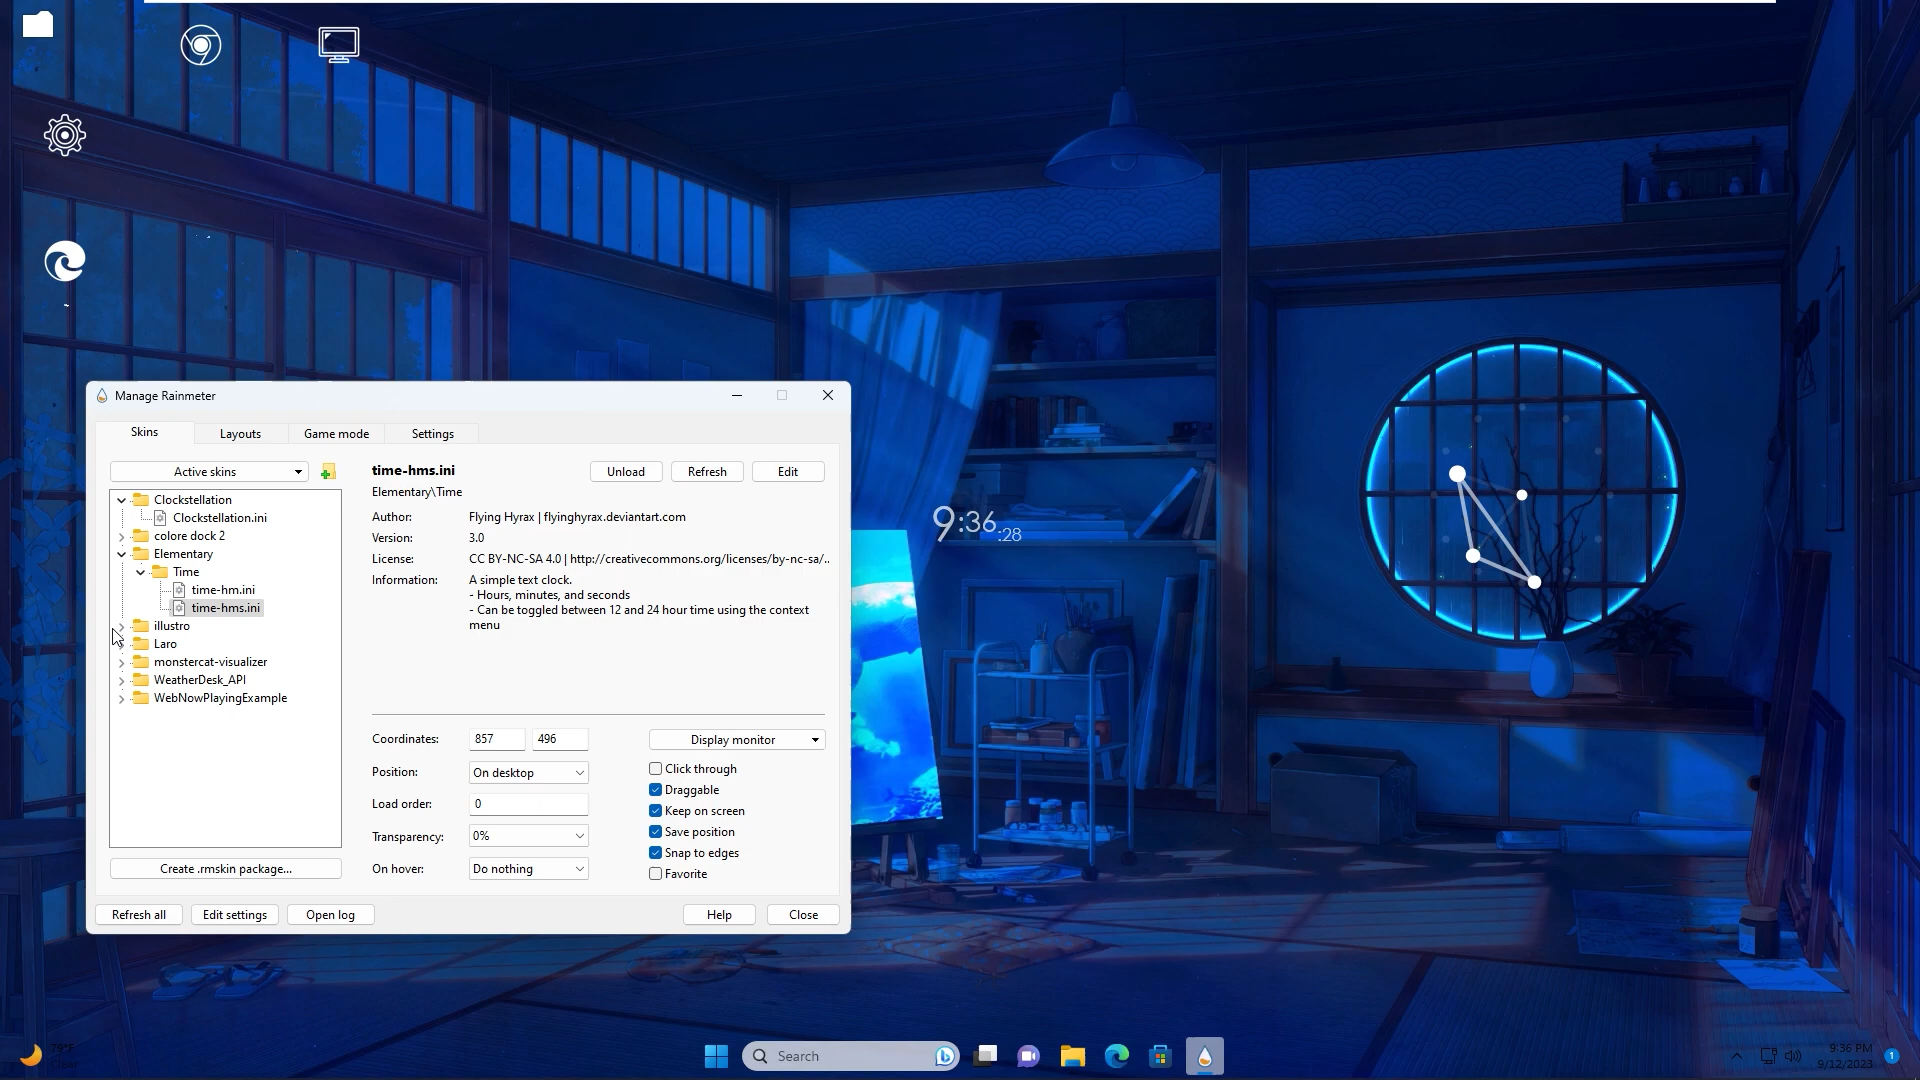 Manage Rainmeter
Skins
Layouts
Game mode
Settings
Active skins
Clockstellation
Clockstellation.ini
colore dock 2
Elementary
Time
time-hm.ini
time-hms.ini
illustro
Laro
monstercat-visualizer
WeatherDesk_API
WebNowPlayingExample
Create .rmskin package...
time-hms.ini
Unload
Refresh
Edit
Elementary\Time
Author: Flying Hyrax | flyinghyrax.deviantart.com
Version: 3.0
License: CC BY-NC-SA 4.0 | http://creativecommons.org/licenses/by-nc-sa/..
Information: A simple text clock.
- Hours, minutes, and seconds
- Can be toggled between 12 and 24 hour time using the context
menu
Coordinates: 857 496
Position: On desktop
Load order: 0
Transparency: 0%
On hover: Do nothing
Display monitor
Click through
Draggable
Keep on screen
Save position
Snap to edges
Favorite
Refresh all
Edit settings
Open log
Help
Close
9:36:28
79°F
Clear
Search
9:36 PM
9/12/2023
1